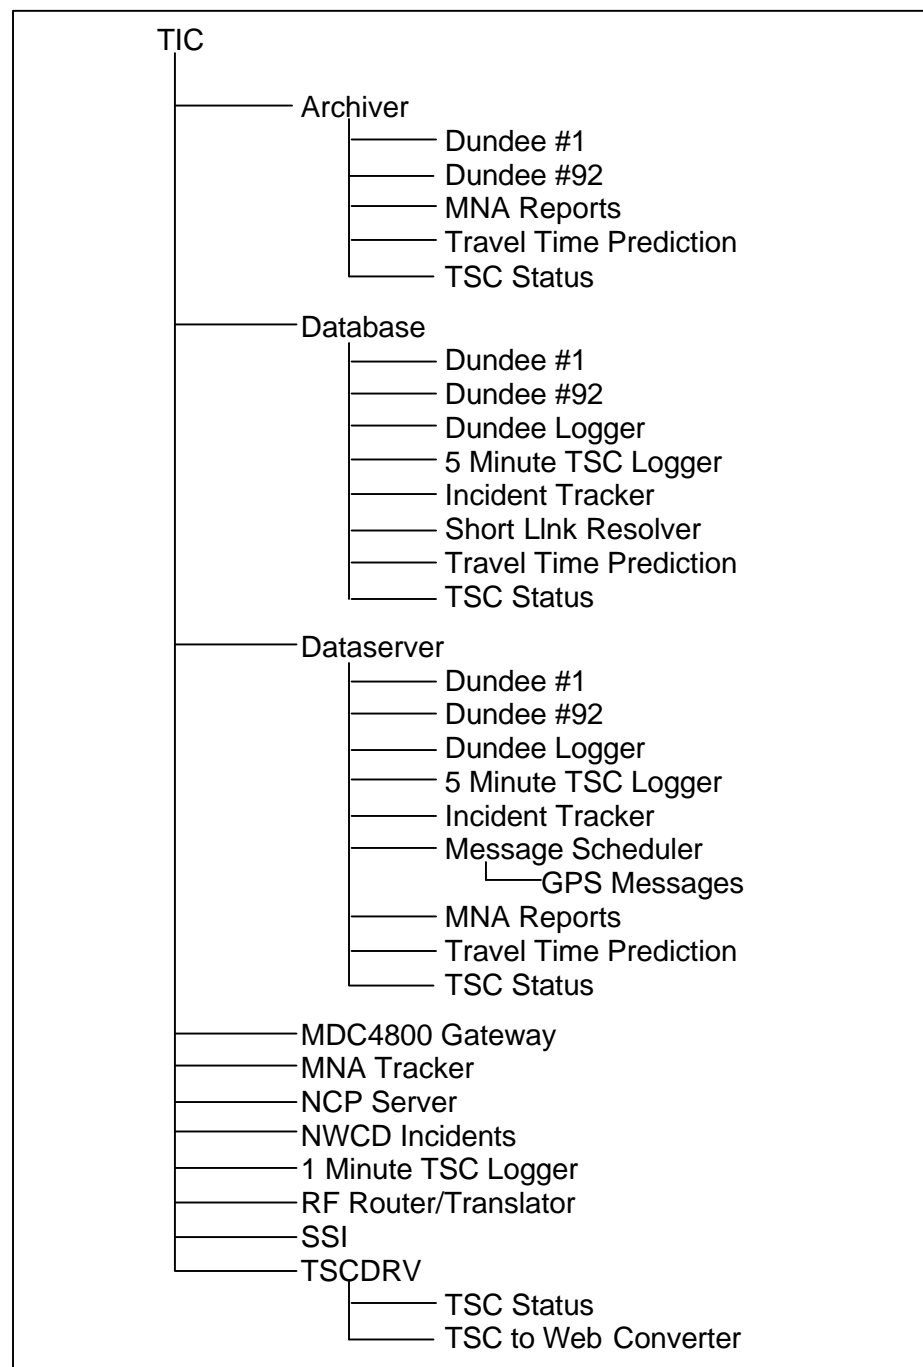 TIC
Archiver
Dundee #1
Dundee #92
MNA Reports
Travel Time Prediction
TSC Status
Database
Dundee #1
Dundee #92
Dundee Logger
5 Minute TSC Logger
Incident Tracker
Short LInk Resolver
Travel Time Prediction
TSC Status
Dataserver
Dundee #1
Dundee #92
Dundee Logger
5 Minute TSC Logger
Incident Tracker
Message Scheduler
GPS Messages
MNA Reports
Travel Time Prediction
TSC Status
MDC4800 Gateway
MNA Tracker
NCP Server
NWCD Incidents
1 Minute TSC Logger
RF Router/Translator
SSI
TSCDRV
TSC Status
TSC to Web Converter